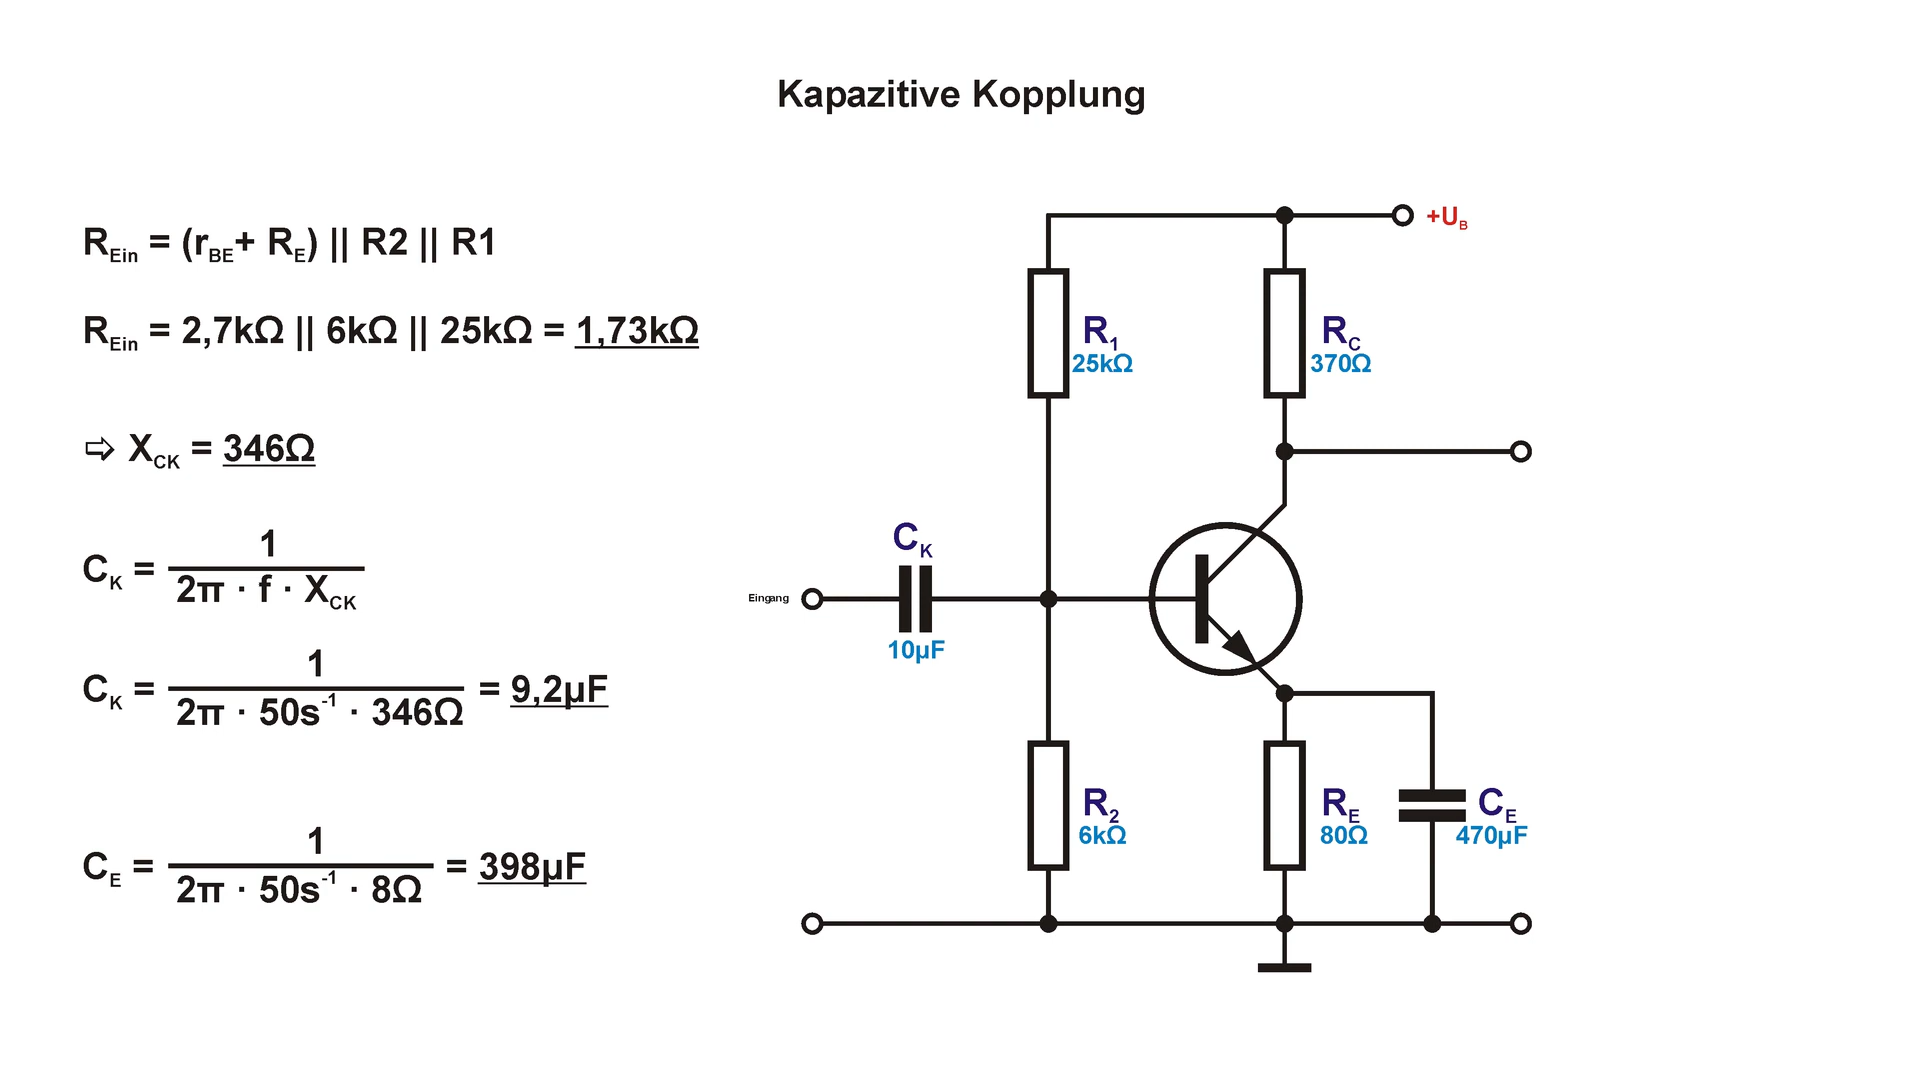 Kapazitive Kopplung
R_Ein = (r_BE + R_E) || R2 || R1
R_Ein = 2,7kΩ || 6kΩ || 25kΩ = 1,73kΩ
⇨ X_CK = 346Ω
C_K = 1 / (2π · f · X_CK)
C_K = 1 / (2π · 50s⁻¹ · 346Ω) = 9,2µF
C_E = 1 / (2π · 50s⁻¹ · 8Ω) = 398µF
+U_B
R_1
25kΩ
R_C
370Ω
C_K
Eingang
10µF
R_2
6kΩ
R_E
80Ω
C_E
470µF